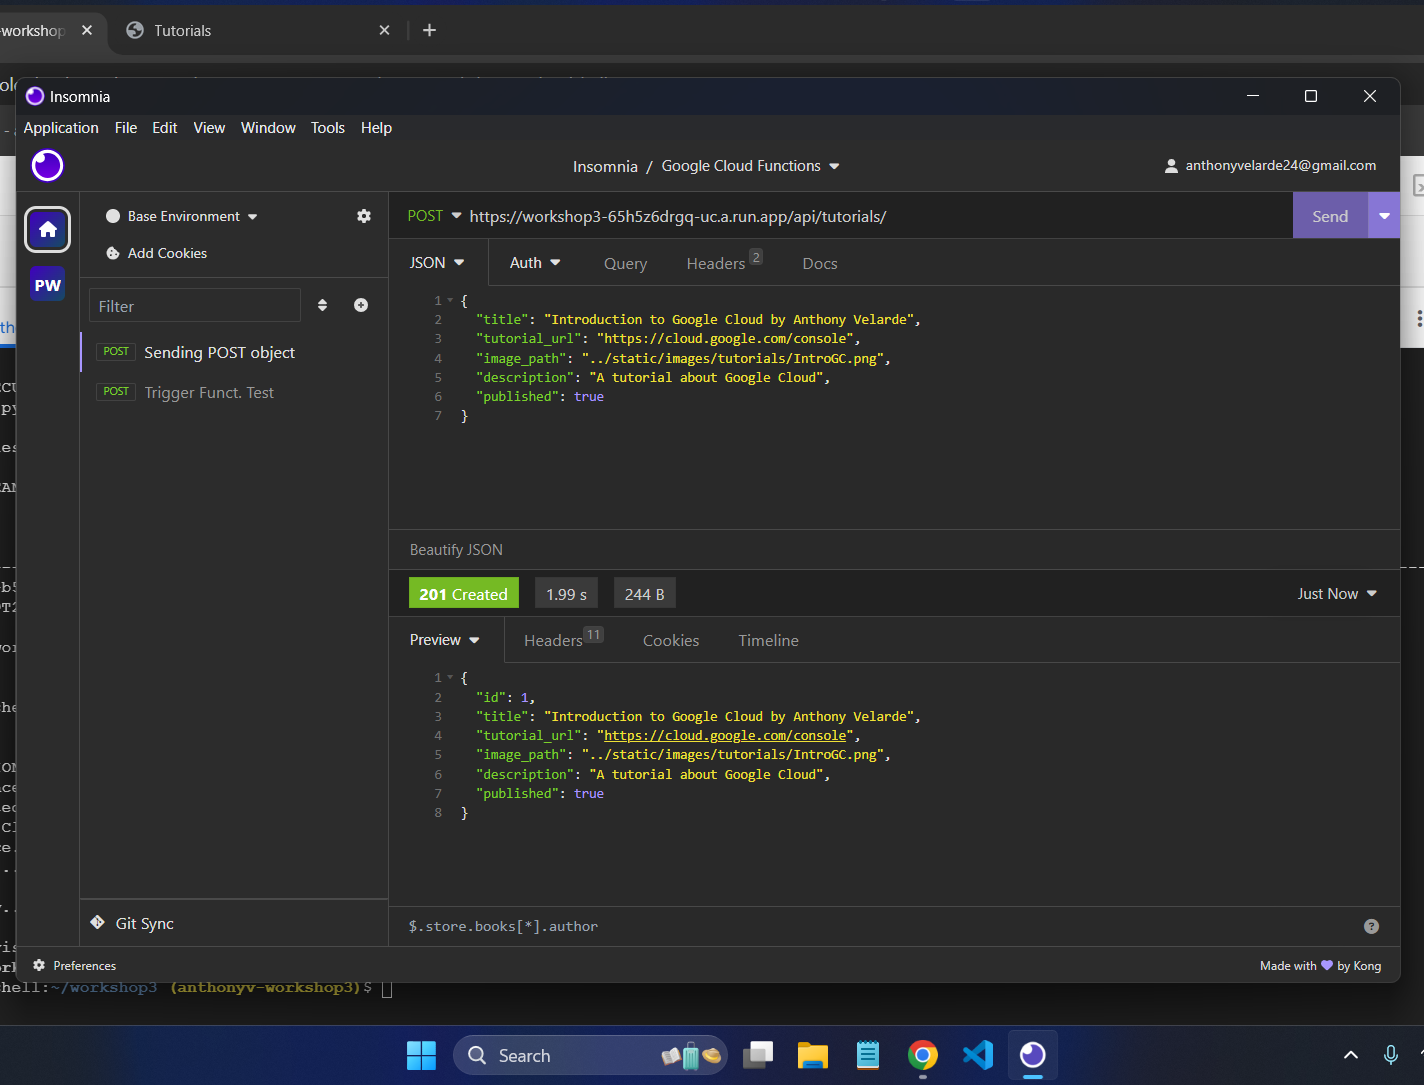 -workshop
Tutorials
Insomnia
Application File Edit View Window Tools Help
Insomnia / Google Cloud Functions
anthonyvelarde24@gmail.com
Base Environment
POST https://workshop3-65h5z6drgq-uc.a.run.app/api/tutorials/
Send
Add Cookies
JSON Auth Query Headers 2 Docs
PW
Filter
POST Sending POST object
POST Trigger Funct. Test
1 {
2 "title": "Introduction to Google Cloud by Anthony Velarde",
3 "tutorial_url": "https://cloud.google.com/console",
4 "image_path": "../static/images/tutorials/IntroGC.png",
5 "description": "A tutorial about Google Cloud",
6 "published": true
7 }
Beautify JSON
201 Created 1.99 s 244 B
Just Now
Preview Headers 11 Cookies Timeline
1 {
2 "id": 1,
3 "title": "Introduction to Google Cloud by Anthony Velarde",
4 "tutorial_url": "https://cloud.google.com/console",
5 "image_path": "../static/images/tutorials/IntroGC.png",
6 "description": "A tutorial about Google Cloud",
7 "published": true
8 }
Git Sync
$.store.books[*].author
Preferences
Made with 💜 by Kong
hell:~/workshop3 (anthonyv-workshop3)$
Search